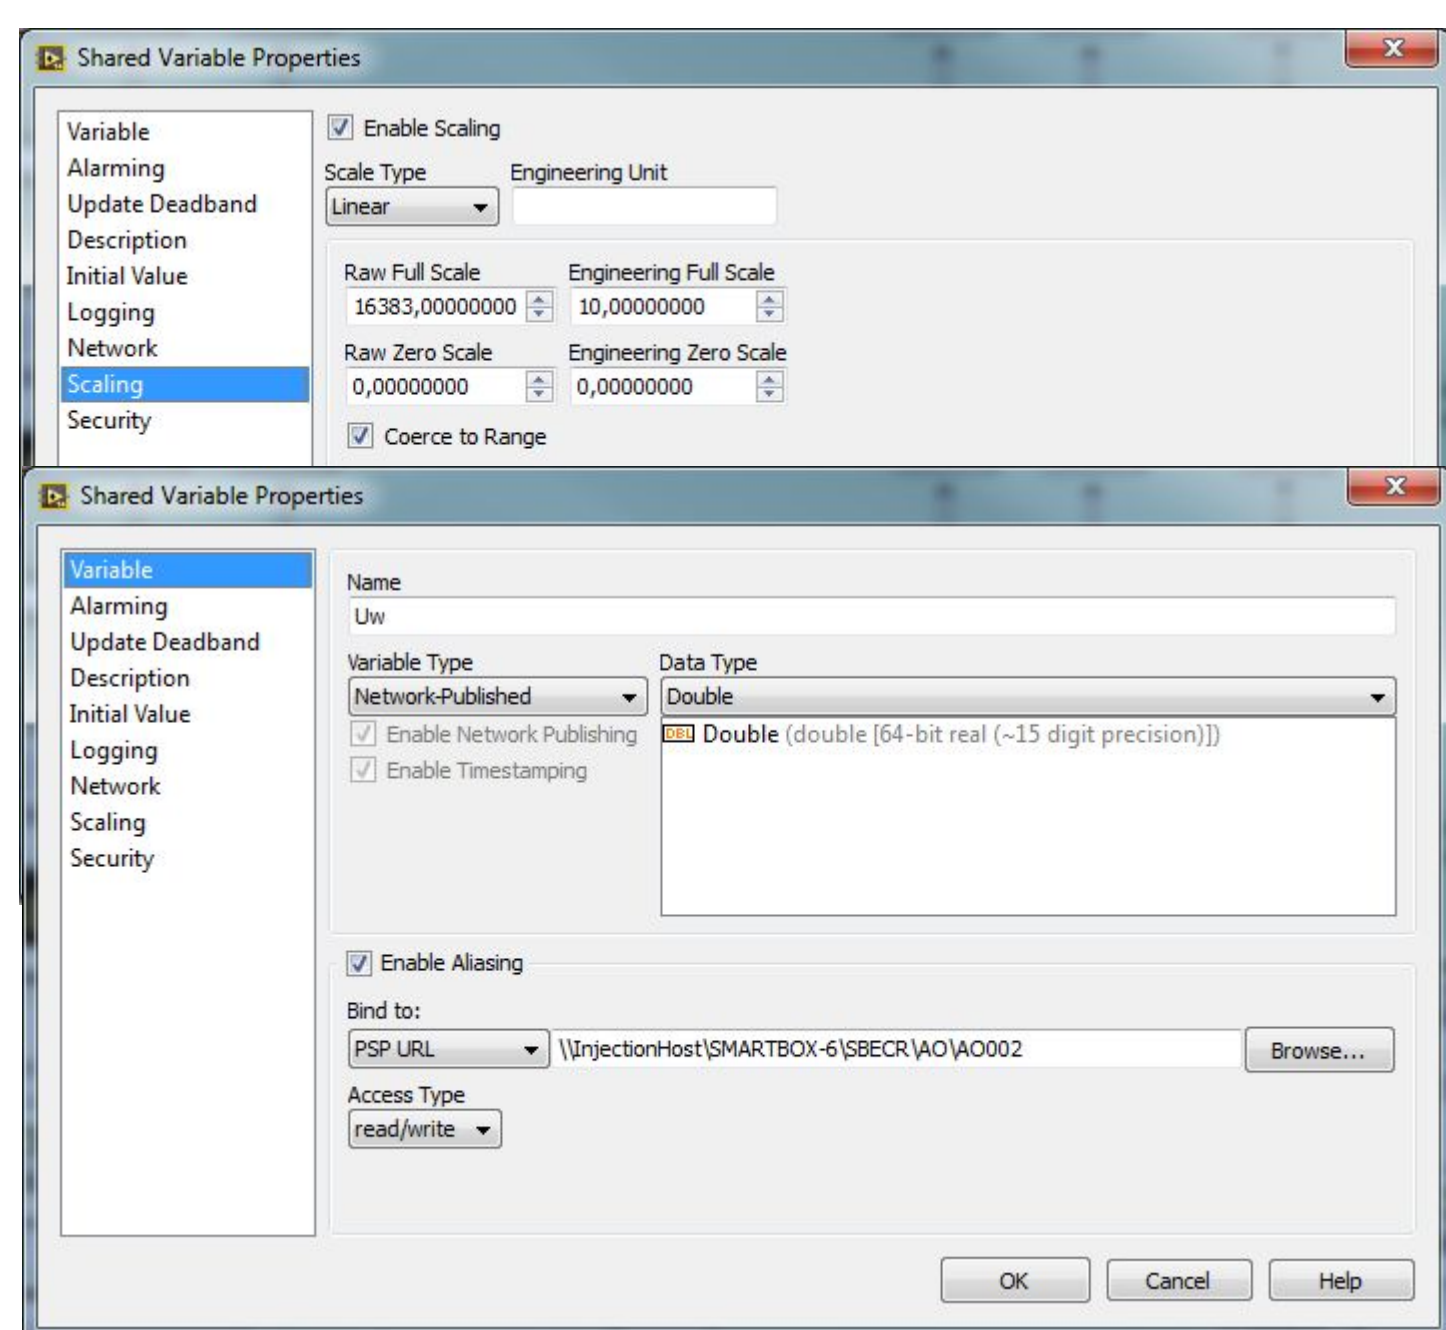 Shared Variable Properties
Variable
Alarming
Update Deadband
Description
Initial Value
Logging
Network
Scaling
Security
Enable Scaling
Scale Type Engineering Unit
Linear
Raw Full Scale Engineering Full Scale
16383,00000000 10,00000000
Raw Zero Scale Engineering Zero Scale
0,00000000 0,00000000
Coerce to Range
Shared Variable Properties
Variable
Alarming
Update Deadband
Description
Initial Value
Logging
Network
Scaling
Security
Name
Uw
Variable Type Data Type
Network-Published Double
Enable Network Publishing
Enable Timestamping
DBL Double (double [64-bit real (~15 digit precision)])
Enable Aliasing
Bind to:
PSP URL \\InjectionHost\SMARTBOX-6\SBECR\AO\AO002 Browse...
Access Type
read/write
OK Cancel Help